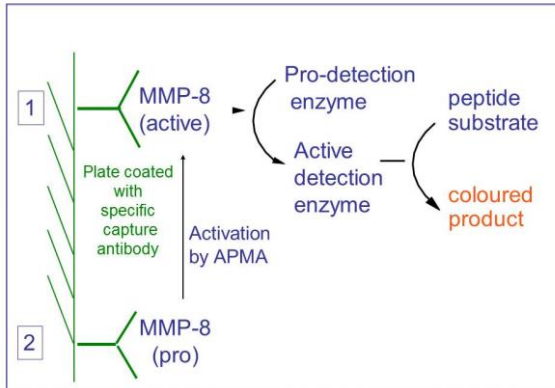 1
MMP-8
(active)
Pro-detection
enzyme
Active
detection
enzyme
peptide
substrate
coloured
product
Plate coated
with
specific
capture
antibody
Activation
by APMA
2
MMP-8
(pro)